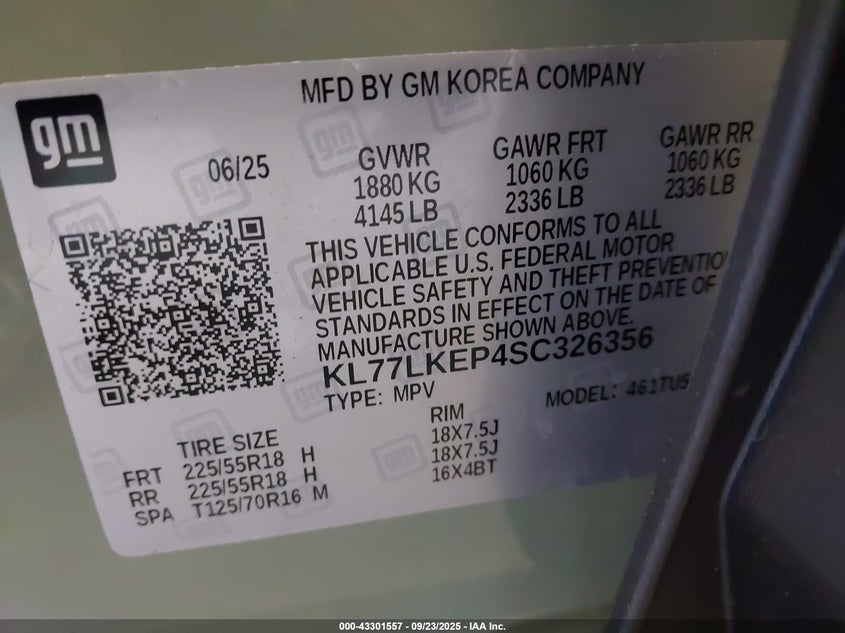 MFD BY GM KOREA COMPANY
gm
06/25
GVWR
1880 KG
4145 LB
GAWR FRT
1060 KG
2336 LB
GAWR RR
1060 KG
2336 LB
THIS VEHICLE CONFORMS TO ALL
APPLICABLE U.S. FEDERAL MOTOR
VEHICLE SAFETY AND THEFT PREVENTIO
STANDARDS IN EFFECT ON THE DATE OF
MANUFACTURE SHOWN ABOVE.
KL77LKEP4SC326356
TYPE: MPV MODEL: 461TU5
TIRE SIZE RIM
FRT 225/55R18 H 18X7.5J
RR 225/55R18 H 18X7.5J
SPA T125/70R16 M 16X4BT
000-43301557 - 09/23/2025 - IAA Inc.